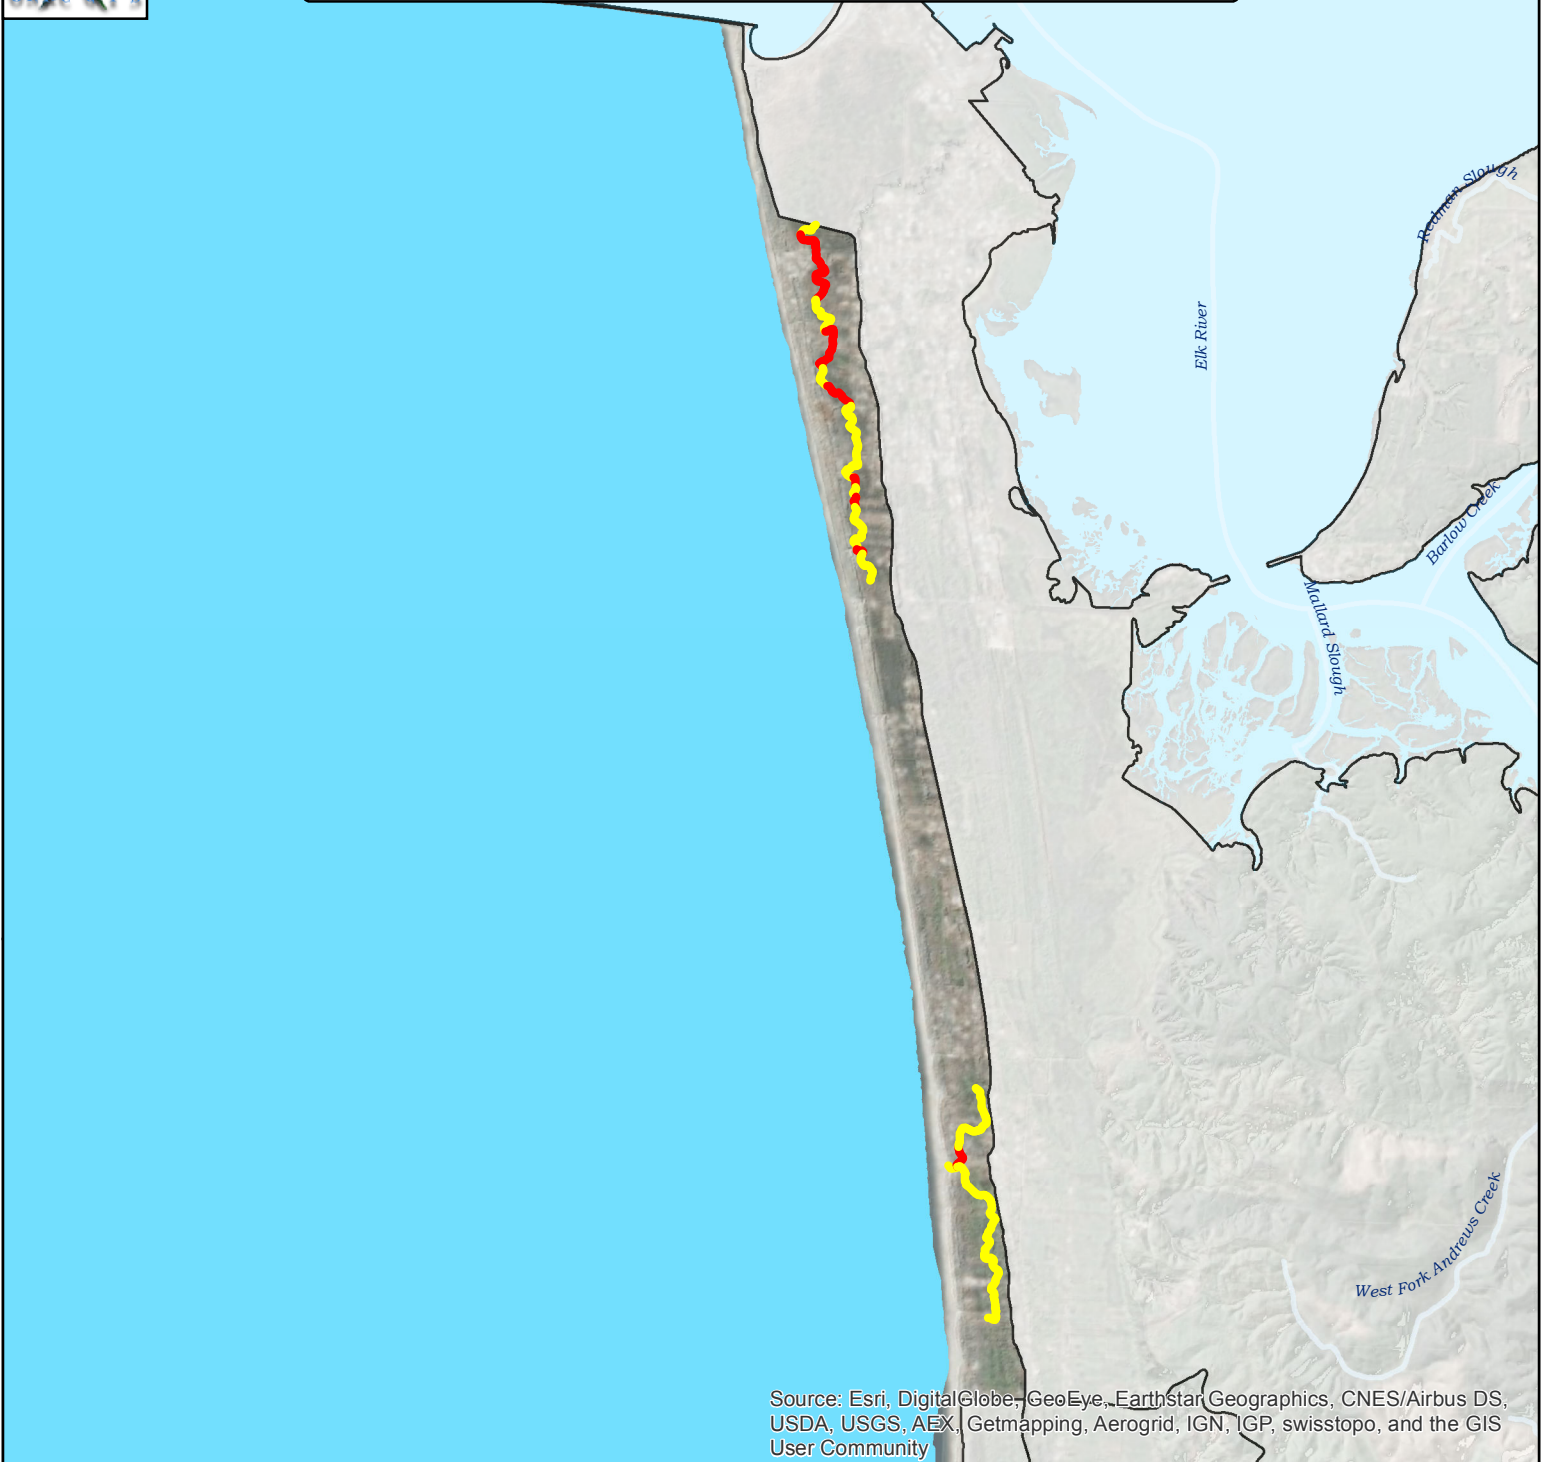 Redman Slough
Elk River
Barlow Creek
Mallard Slough
West Fork Andrews Creek
Source: Esri, DigitalGlobe, GeoEye, Earthstar Geographics, CNES/Airbus DS,
USDA, USGS, AEX, Getmapping, Aerogrid, IGN, IGP, swisstopo, and the GIS
User Community